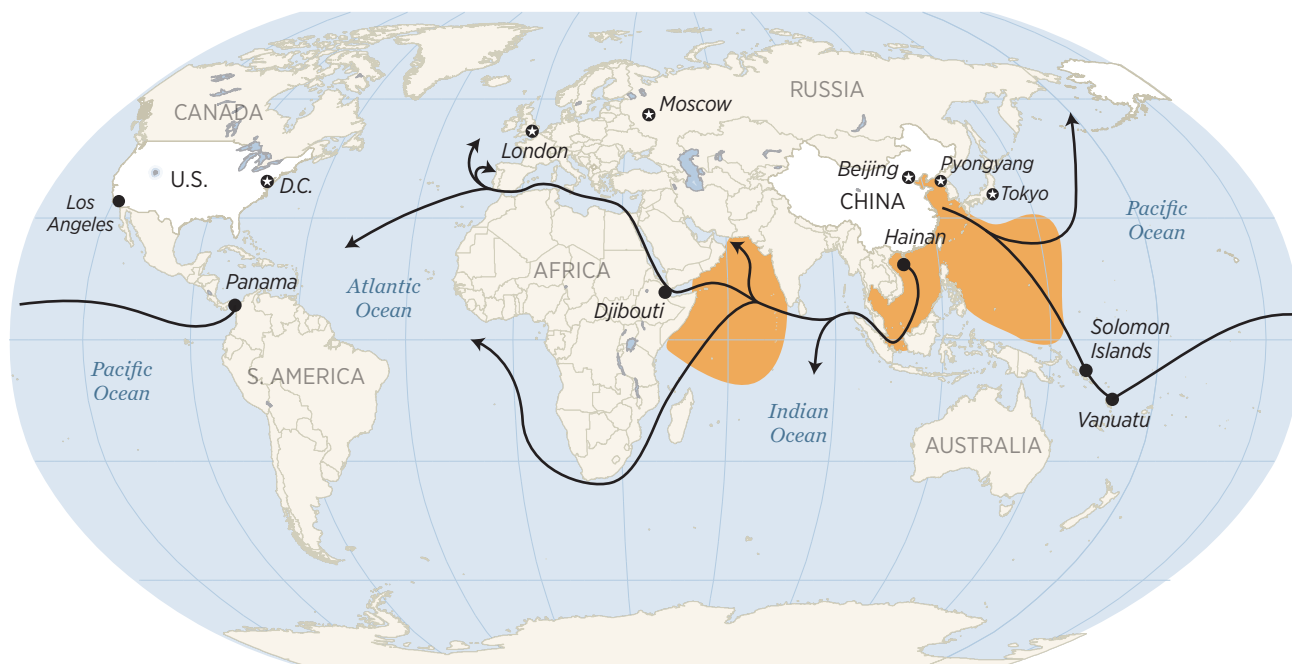 CANADA
RUSSIA
Moscow
London
U.S.
D.C.
Los
Angeles
Beijing
Pyongyang
Tokyo
CHINA
Hainan
Pacific
Ocean
AFRICA
Panama
Atlantic
Ocean
Djibouti
Solomon
Islands
Pacific
Ocean
S. AMERICA
Indian
Ocean
Vanuatu
AUSTRALIA